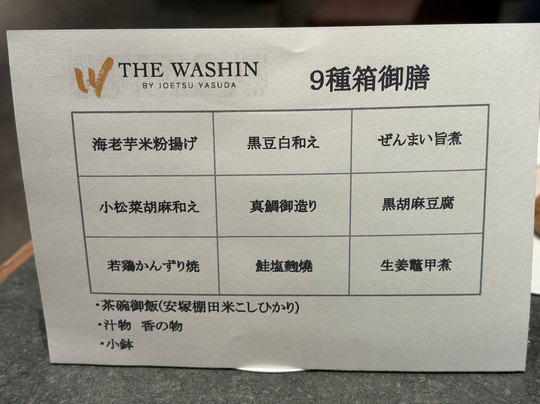 THE WASHIN
BY JOETSU YASUDA
9種箱御膳
海老芋米粉揚げ
黒豆白和え
ぜんまい旨煮
小松菜胡麻和え
真鯛御造り
黒胡麻豆腐
若鶏かんずり焼
鮭塩麴燒
生姜鼈甲煮
・茶碗御飯(安塚棚田米こしひかり)
・汁物 香の物
・小鉢